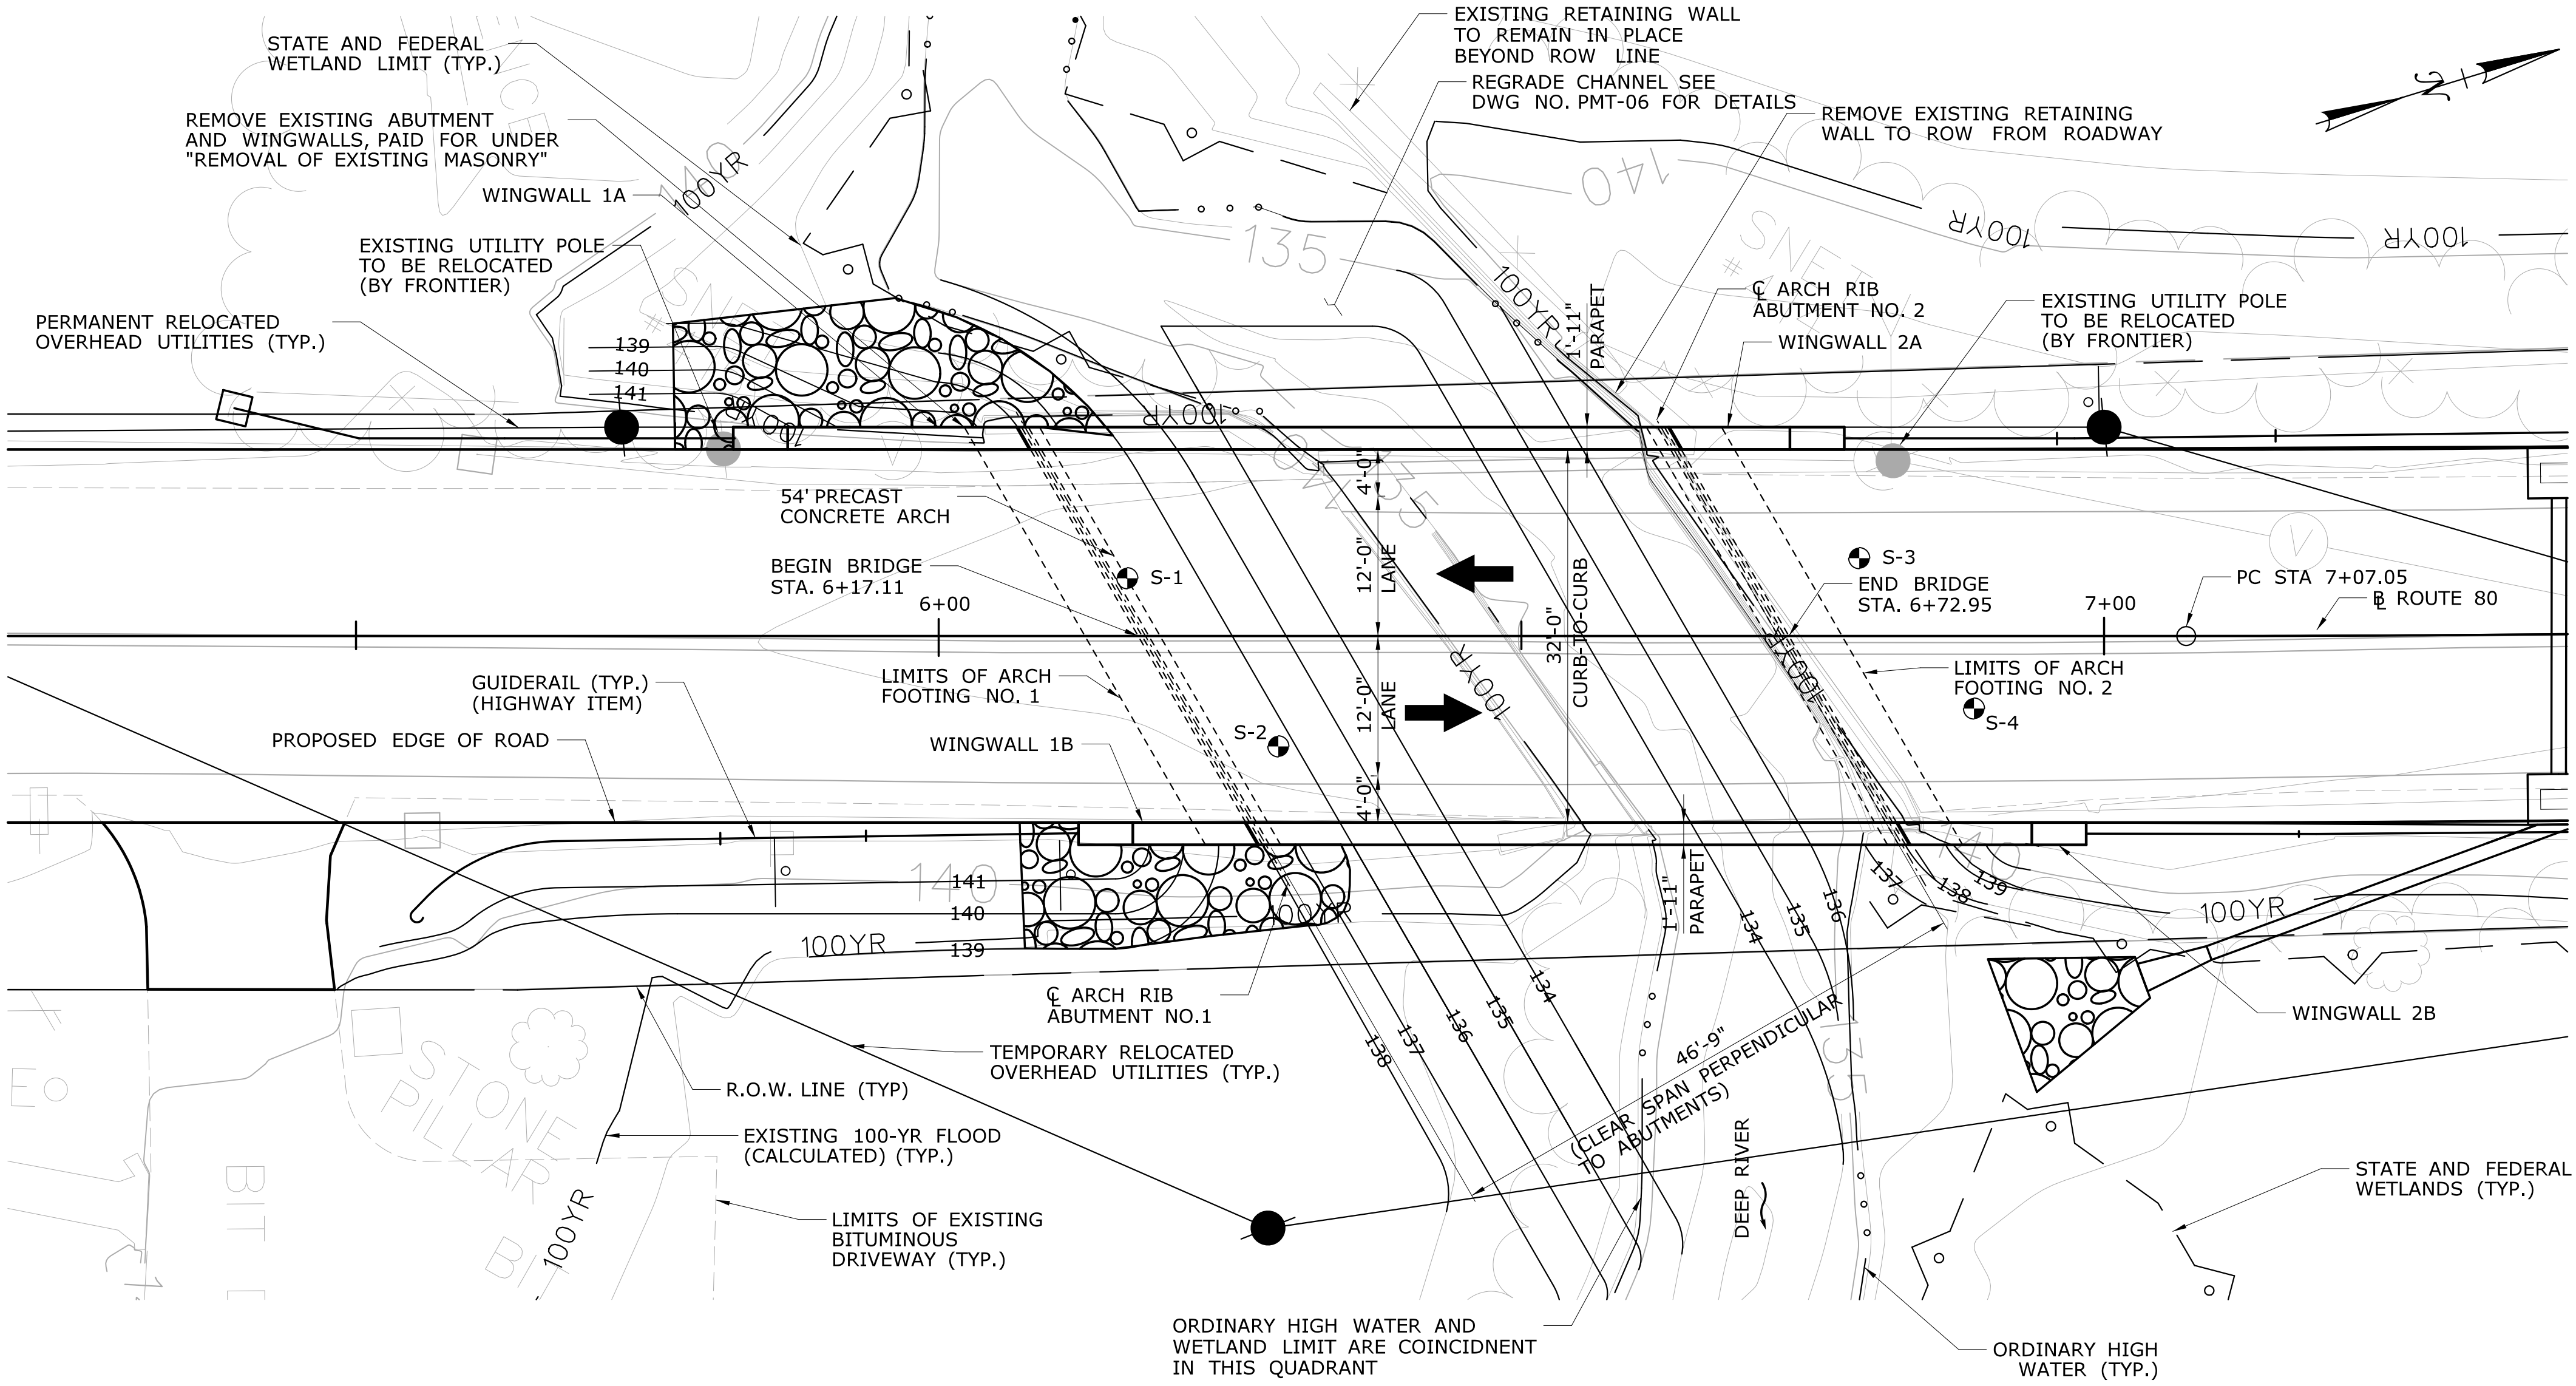 EXISTING RETAINING WALL
TO REMAIN IN PLACE
BEYOND ROW LINE
STATE AND FEDERAL
WETLAND LIMIT (TYP.)
REGRADE CHANNEL SEE
DWG NO. PMT-06 FOR DETAILS
REMOVE EXISTING RETAINING
WALL TO ROW FROM ROADWAY
REMOVE EXISTING ABUTMENT
AND WINGWALLS, PAID FOR UNDER
"REMOVAL OF EXISTING MASONRY"
N
WINGWALL 1A
140
100YR
140
100YR
100YR
135
EXISTING UTILITY POLE
TO BE RELOCATED
(BY FRONTIER)
SNET
#
100YR
1'-11"
PARAPET
℄ ARCH RIB
ABUTMENT NO. 2
EXISTING UTILITY POLE
TO BE RELOCATED
(BY FRONTIER)
PERMANENT RELOCATED
OVERHEAD UTILITIES (TYP.)
WINGWALL 2A
139
140
141
100YR
135
4'-0"
54' PRECAST
CONCRETE ARCH
V
BEGIN BRIDGE
STA. 6+17.11
S-1
12'-0"
LANE
32'-0"
CURB-TO-CURB
S-3
END BRIDGE
STA. 6+72.95
PC STA 7+07.05
BL ROUTE 80
6+00
7+00
LIMITS OF ARCH
FOOTING NO. 1
100YR
100YR
LIMITS OF ARCH
FOOTING NO. 2
GUIDERAIL (TYP.)
(HIGHWAY ITEM)
12'-0"
LANE
S-4
S-2
PROPOSED EDGE OF ROAD
WINGWALL 1B
4'-0"
140
141
140
139
100YR
1'-11"
PARAPET
134
135
136
137
138
139
100YR
℄ ARCH RIB
ABUTMENT NO.1
138
137
136
135
134
46'-9"
(CLEAR SPAN PERPENDICULAR
TO ABUTMENTS)
135
WINGWALL 2B
TEMPORARY RELOCATED
OVERHEAD UTILITIES (TYP.)
R.O.W. LINE (TYP)
STONE
PILLAR
EXISTING 100-YR FLOOD
(CALCULATED) (TYP.)
DEEP RIVER
BIT
100YR
LIMITS OF EXISTING
BITUMINOUS
DRIVEWAY (TYP.)
STATE AND FEDERAL
WETLANDS (TYP.)
ORDINARY HIGH WATER AND
WETLAND LIMIT ARE COINCIDNENT
IN THIS QUADRANT
ORDINARY HIGH
WATER (TYP.)